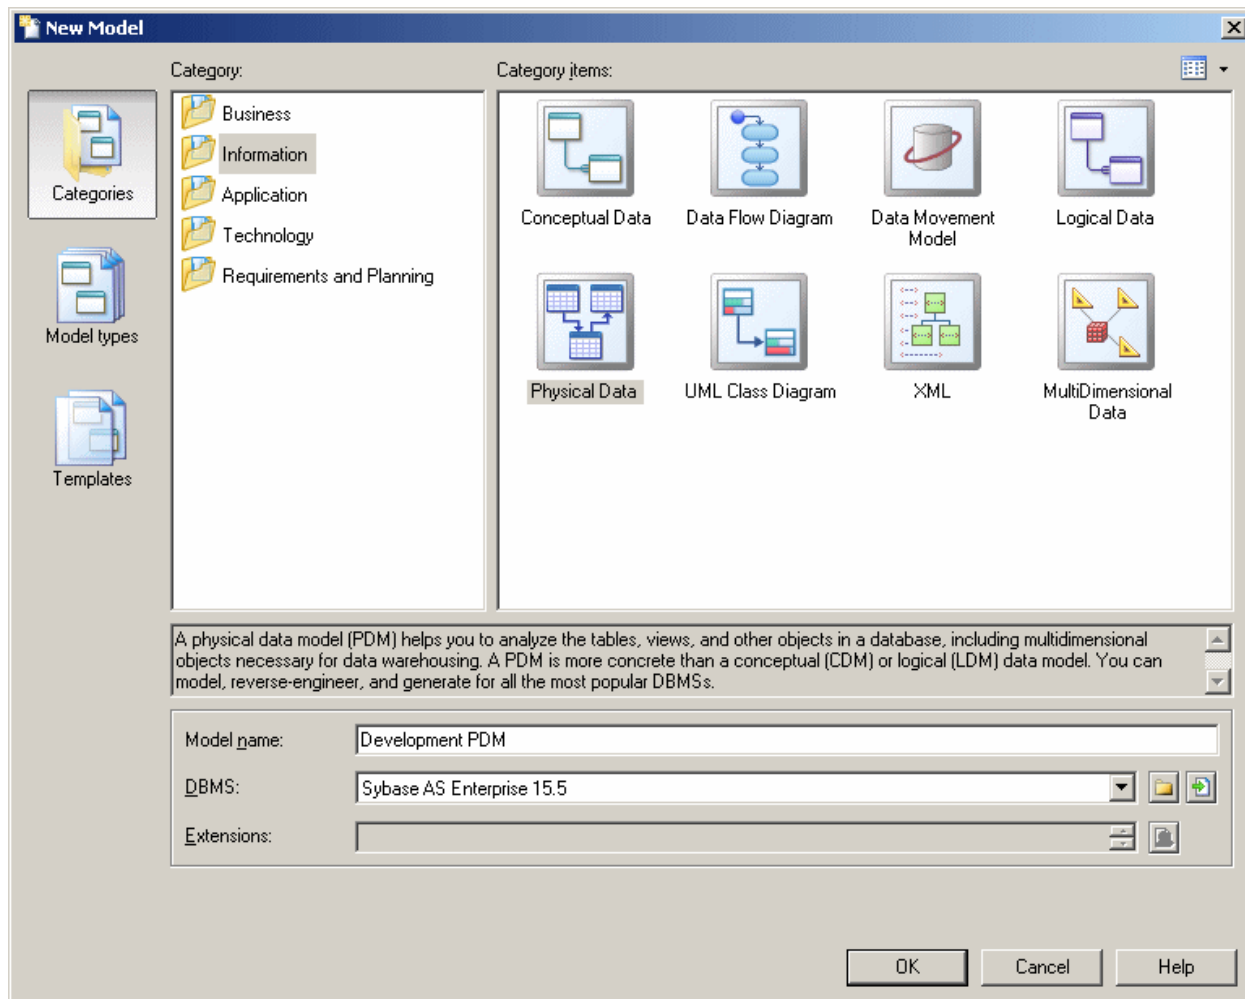 New Model
Category:
Category items:
Categories
Model types
Templates
Business
Information
Application
Technology
Requirements and Planning
Conceptual Data
Data Flow Diagram
Data Movement
Model
Logical Data
Physical Data
UML Class Diagram
XML
MultiDimensional
Data
A physical data model (PDM) helps you to analyze the tables, views, and other objects in a database, including multidimensional
objects necessary for data warehousing. A PDM is more concrete than a conceptual (CDM) or logical (LDM) data model. You can
model, reverse-engineer, and generate for all the most popular DBMSs.
Model name:
Development PDM
DBMS:
Sybase AS Enterprise 15.5
Extensions:
OK
Cancel
Help